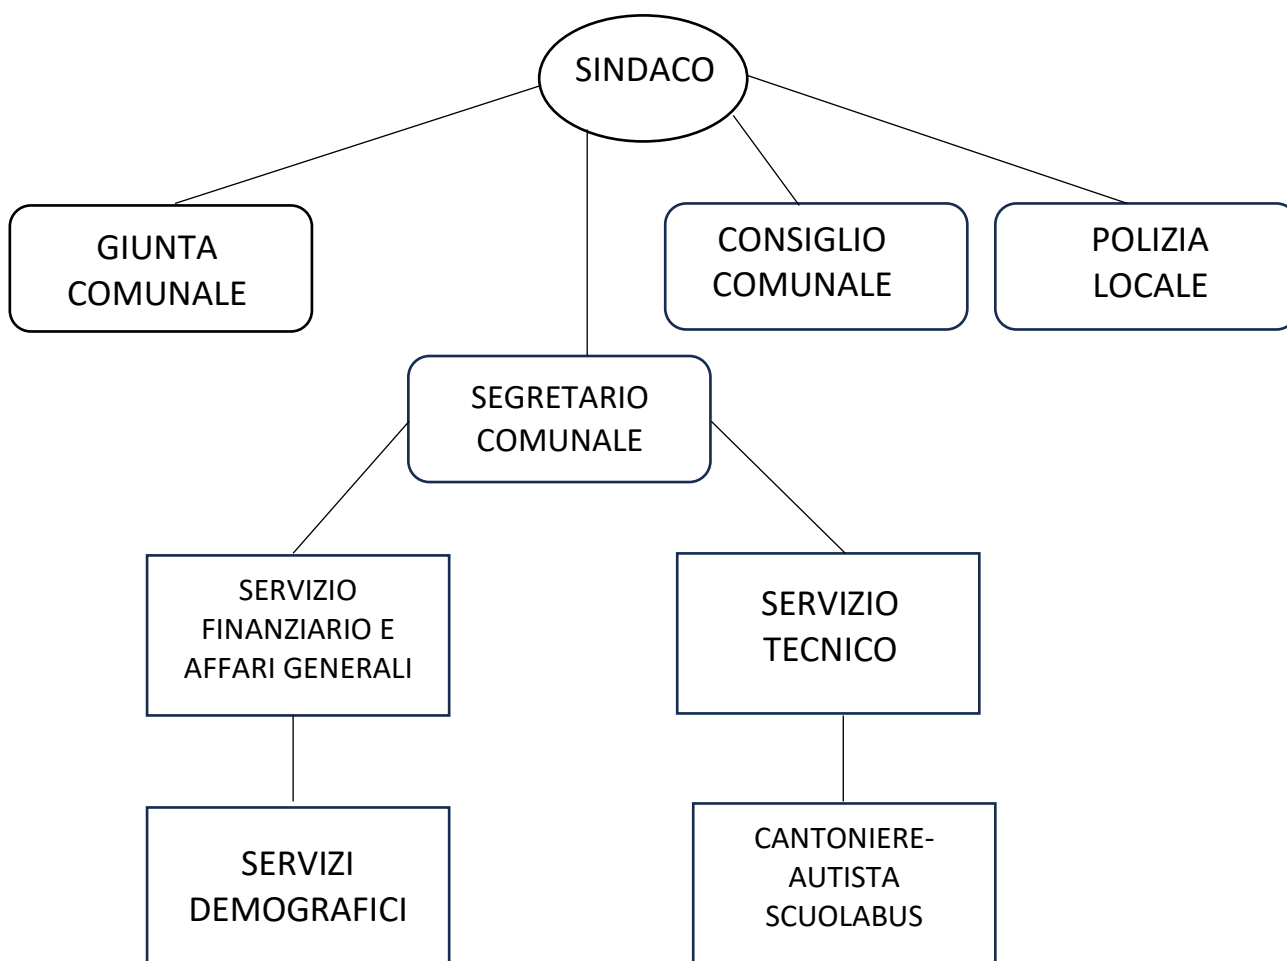 SINDACO
GIUNTA
COMUNALE
CONSIGLIO
COMUNALE
POLIZIA
LOCALE
SEGRETARIO
COMUNALE
SERVIZIO
FINANZIARIO E
AFFARI GENERALI
SERVIZIO
TECNICO
SERVIZI
DEMOGRAFICI
CANTONIERE-
AUTISTA
SCUOLABUS